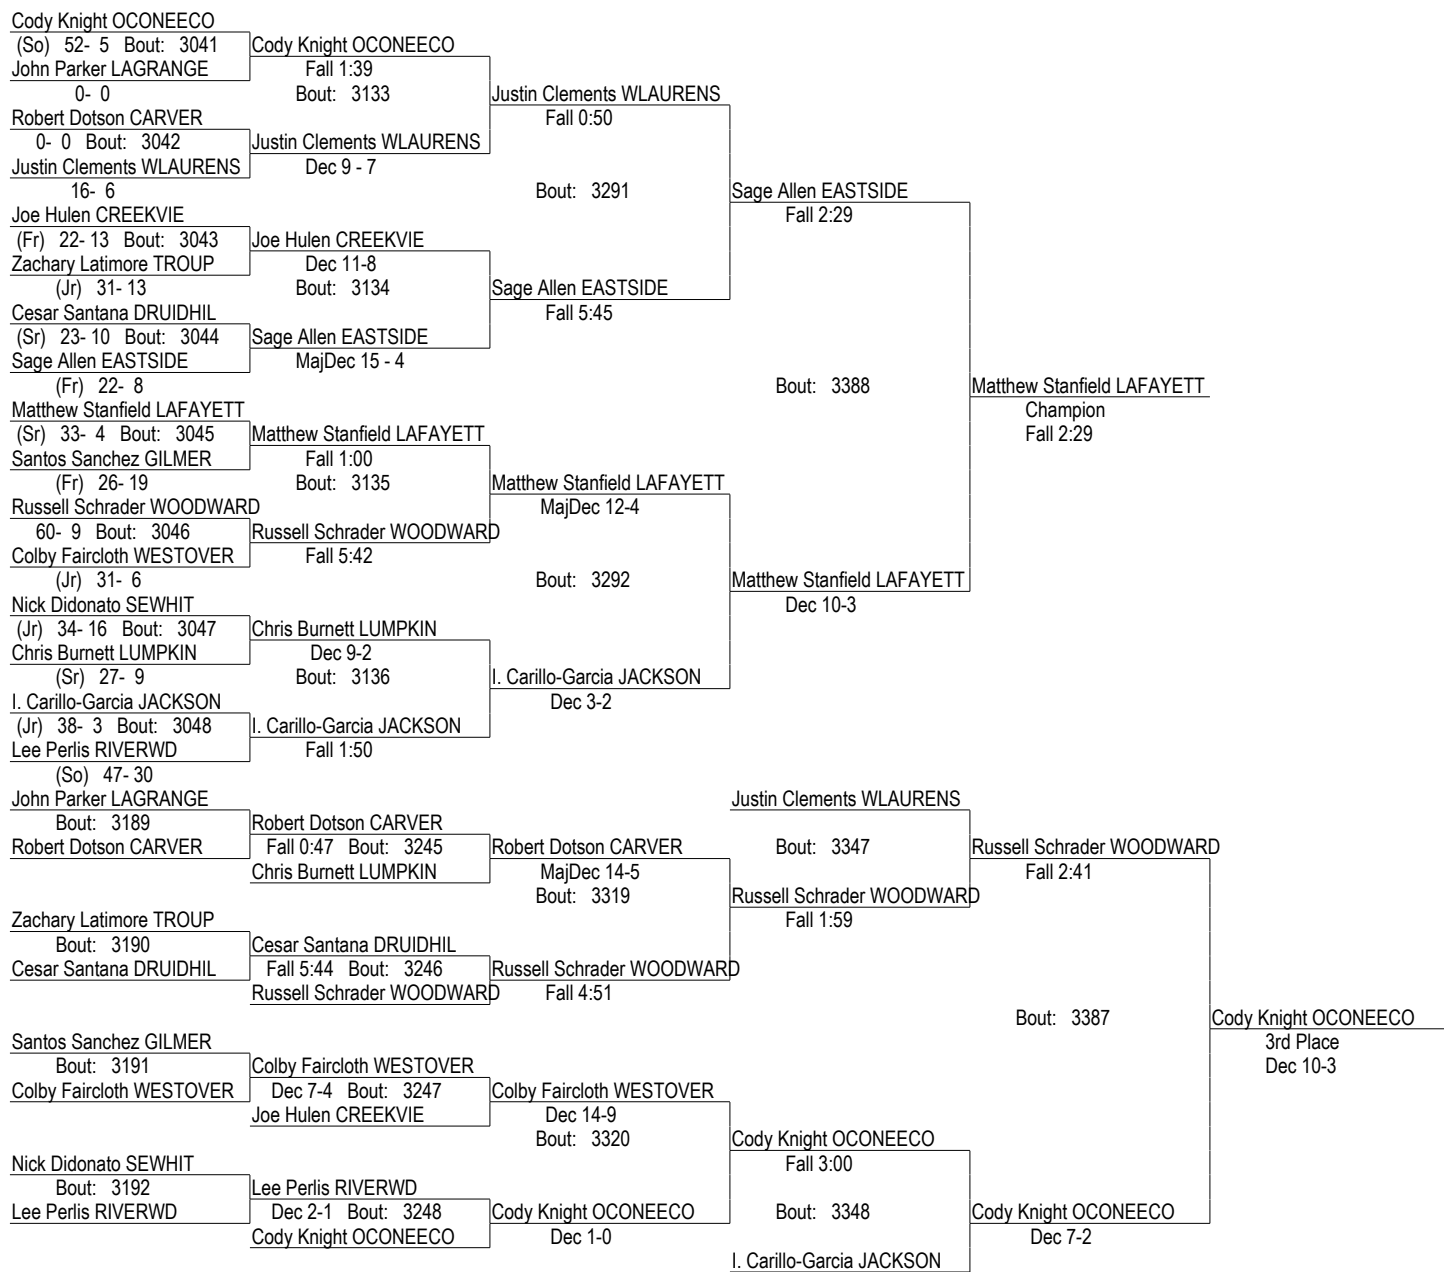 Cody Knight OCONEECO
(So) 52- 5 Bout: 3041 Cody Knight OCONEECO
John Parker LAGRANGE Fall 1:39
0- 0 Bout: 3133 Justin Clements WLAURENS
Robert Dotson CARVER Fall 0:50
0- 0 Bout: 3042 Justin Clements WLAURENS
Justin Clements WLAURENS Dec 9 - 7
16- 6 Bout: 3291 Sage Allen EASTSIDE
Joe Hulen CREEKVIE Fall 2:29
(Fr) 22- 13 Bout: 3043 Joe Hulen CREEKVIE
Zachary Latimore TROUP Dec 11-8
(Jr) 31- 13 Bout: 3134 Sage Allen EASTSIDE
Cesar Santana DRUIDHIL Fall 5:45
(Sr) 23- 10 Bout: 3044 Sage Allen EASTSIDE
Sage Allen EASTSIDE MajDec 15 - 4
(Fr) 22- 8 Bout: 3388 Matthew Stanfield LAFAYETT
Matthew Stanfield LAFAYETT Champion
(Sr) 33- 4 Bout: 3045 Matthew Stanfield LAFAYETT Fall 2:29
Santos Sanchez GILMER Fall 1:00
(Fr) 26- 19 Bout: 3135 Matthew Stanfield LAFAYETT
Russell Schrader WOODWARD MajDec 12-4
60- 9 Bout: 3046 Russell Schrader WOODWARD
Colby Faircloth WESTOVER Fall 5:42
(Jr) 31- 6 Bout: 3292 Matthew Stanfield LAFAYETT
Nick Didonato SEWHIT Dec 10-3
(Jr) 34- 16 Bout: 3047 Chris Burnett LUMPKIN
Chris Burnett LUMPKIN Dec 9-2
(Sr) 27- 9 Bout: 3136 I. Carillo-Garcia JACKSON
I. Carillo-Garcia JACKSON Dec 3-2
(Jr) 38- 3 Bout: 3048 I. Carillo-Garcia JACKSON
Lee Perlis RIVERWD Fall 1:50
(So) 47- 30
John Parker LAGRANGE Justin Clements WLAURENS
Bout: 3189 Robert Dotson CARVER
Robert Dotson CARVER Fall 0:47 Bout: 3245 Robert Dotson CARVER Bout: 3347 Russell Schrader WOODWARD
Chris Burnett LUMPKIN MajDec 14-5 Fall 2:41
Bout: 3319 Russell Schrader WOODWARD
Zachary Latimore TROUP Fall 1:59
Bout: 3190 Cesar Santana DRUIDHIL
Cesar Santana DRUIDHIL Fall 5:44 Bout: 3246 Russell Schrader WOODWARD
Russell Schrader WOODWARD Fall 4:51
Bout: 3387 Cody Knight OCONEECO
Santos Sanchez GILMER 3rd Place
Bout: 3191 Colby Faircloth WESTOVER Dec 10-3
Colby Faircloth WESTOVER Dec 7-4 Bout: 3247 Colby Faircloth WESTOVER
Joe Hulen CREEKVIE Dec 14-9
Bout: 3320 Cody Knight OCONEECO
Nick Didonato SEWHIT Fall 3:00
Bout: 3192 Lee Perlis RIVERWD
Lee Perlis RIVERWD Dec 2-1 Bout: 3248 Cody Knight OCONEECO Bout: 3348 Cody Knight OCONEECO
Cody Knight OCONEECO Dec 1-0 Dec 7-2
I. Carillo-Garcia JACKSON